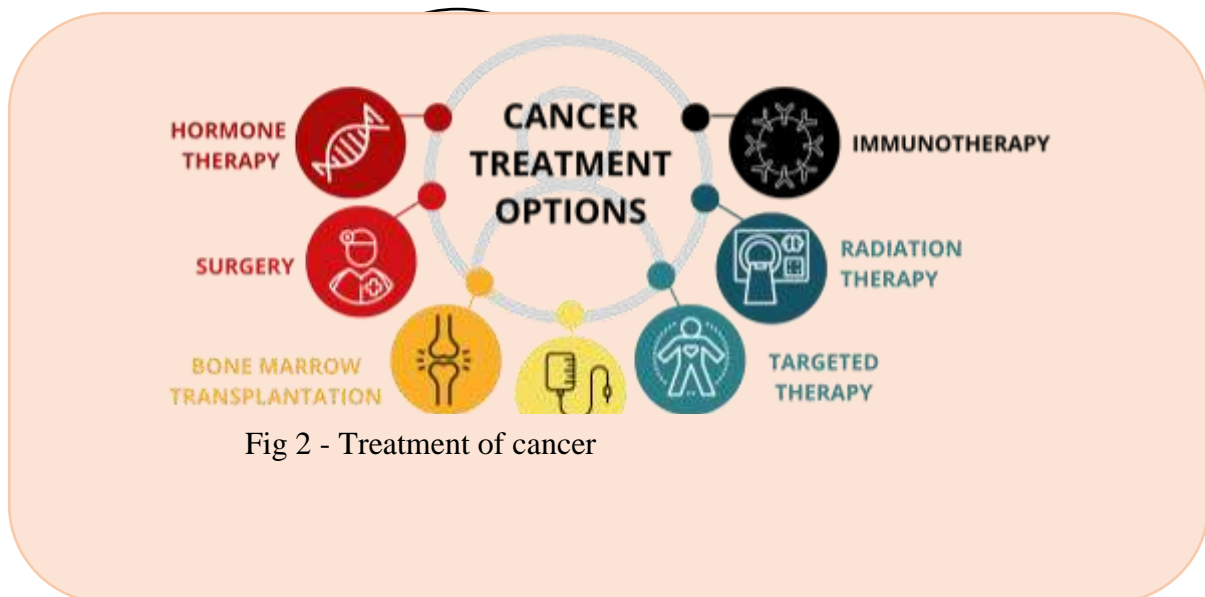 CANCER
TREATMENT
OPTIONS
HORMONE
THERAPY
SURGERY
BONE MARROW
TRANSPLANTATION
IMMUNOTHERAPY
RADIATION
THERAPY
TARGETED
THERAPY
Fig 2 - Treatment of cancer